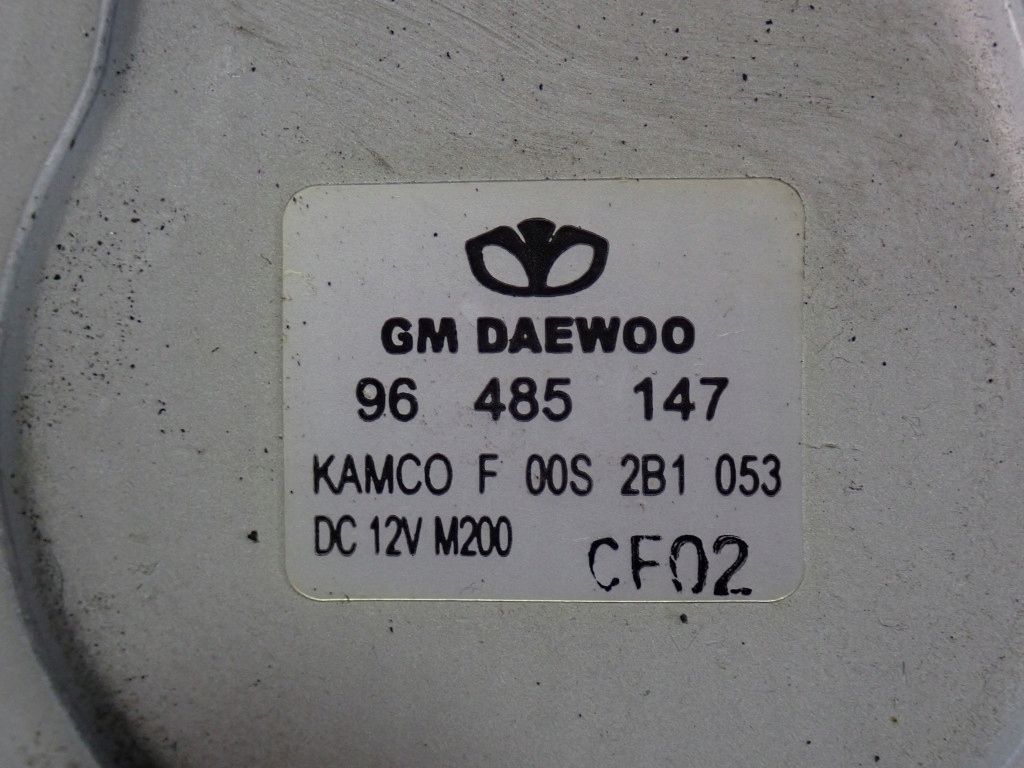 GM DAEWOO
96 485 147
KAMCO F 00S 2B1 053
DC 12V M200
CF02